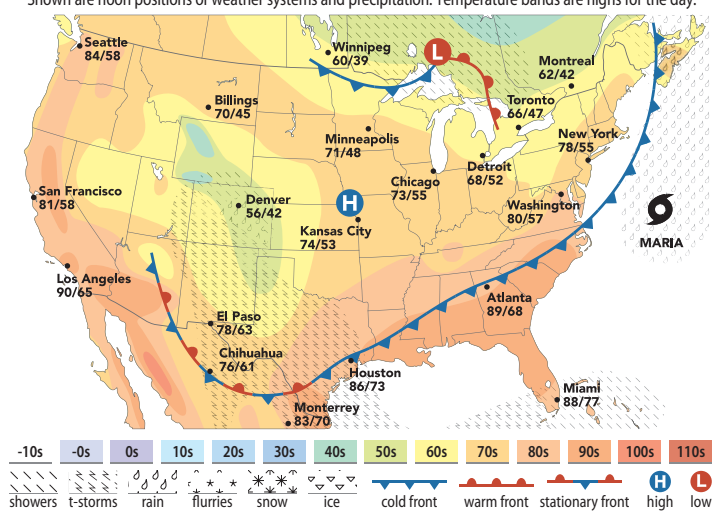 Shown are noon positions of weather systems and precipitation. Temperature bands are highs for the day.
Seattle
84/58
Winnipeg
60/39
L
Montreal
62/42
Billings
70/45
Toronto
66/47
Minneapolis
71/48
New York
78/55
Detroit
68/52
Chicago
73/55
San Francisco
81/58
Denver
56/42
H
Kansas City
74/53
Washington
80/57
MARIA
Los Angeles
90/65
El Paso
78/63
Atlanta
89/68
Chihuahua
76/61
Houston
86/73
Miami
88/77
Monterrey
83/70
-10s -0s 0s 10s 20s 30s 40s 50s 60s 70s 80s 90s 100s 110s
H L
showers t-storms rain flurries snow ice cold front warm front stationary front high low